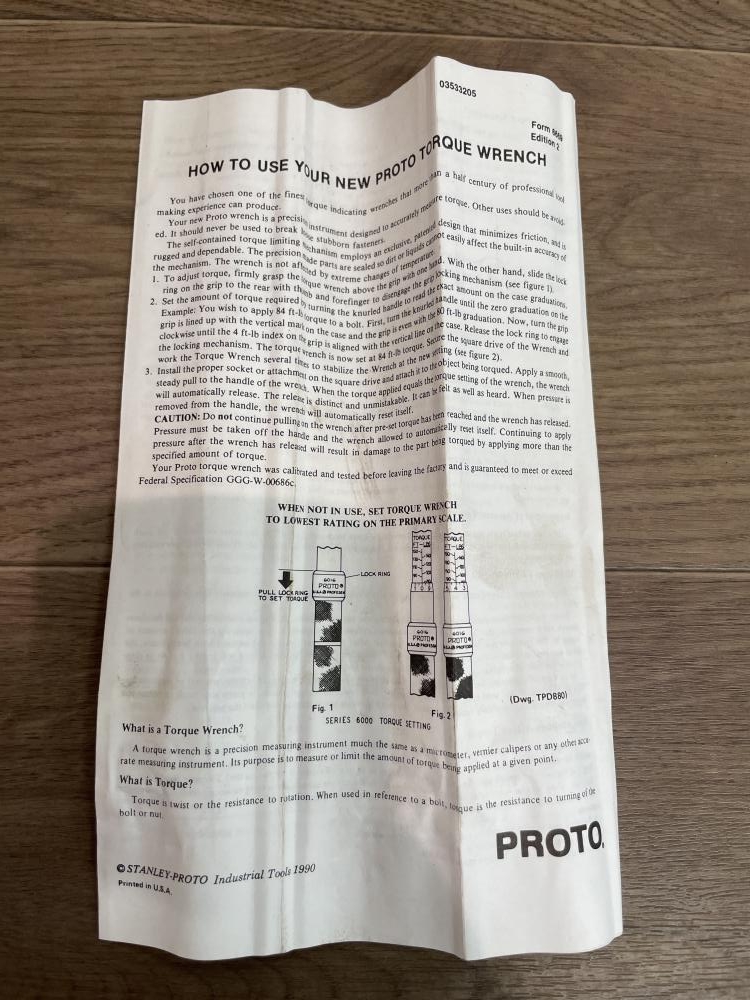 03533205
Form
Edition 2
HOW TO USE YOUR NEW PROTO TORQUE WRENCH
You have chosen one of the finest torque indicating wrenches that more than a half century of professional tool
making experience can produce.
Your new Proto wrench is a precision instrument designed to accurately measure torque. Other uses should be avoid-
ed. It should never be used to break loose stubborn fasteners.
The self-contained torque limiting mechanism employs an exclusive, patented design that minimizes friction, and is
rugged and dependable. The precision made parts are sealed so dirt or liquids cannot easily affect the built-in accuracy of
the mechanism. The wrench is not affected by extreme changes of temperature.
1. To adjust torque, firmly grasp the torque wrench above the grip with one hand. With the other hand, slide the lock
ring on the grip to the rear with thumb and forefinger to disengage the grip locking mechanism (see figure 1).
2. Set the amount of torque required by turning the knurled handle to read the exact amount on the case graduations.
Example: You wish to apply 84 ft-lb torque to a bolt. First, turn the knurled handle until the zero graduation on the
grip is lined up with the vertical mark on the case and the grip is even with the 80 ft-lb graduation. Now, turn the grip
clockwise until the 4 ft-lb index on the grip is aligned with the vertical line on the case. Release the lock ring to engage
the locking mechanism. The torque wrench is now set at 84 ft-lb torque. Secure the square drive of the Wrench and
work the Torque Wrench several times to stabilize the Wrench at the new setting (see figure 2).
3. Install the proper socket or attachment on the square drive and attach it to the object being torqued. Apply a smooth,
steady pull to the handle of the wrench. When the torque applied equals the torque setting of the wrench, the wrench
will automatically release. The release is distinct and unmistakable. It can be felt as well as heard. When pressure is
removed from the handle, the wrench will automatically reset itself.
CAUTION: Do not continue pulling on the wrench after pre-set torque has been reached and the wrench has released.
Pressure must be taken off the handle and the wrench allowed to automatically reset itself. Continuing to apply
pressure after the wrench has released will result in damage to the part being torqued by applying more than the
specified amount of torque.
Your Proto torque wrench was calibrated and tested before leaving the factory and is guaranteed to meet or exceed
Federal Specification GGG-W-00686c.
WHEN NOT IN USE, SET TORQUE WRENCH
TO LOWEST RATING ON THE PRIMARY SCALE.
TORQUE
FT-LBS
TORQUE
FT-LBS
LOCK RING
PULL LOCK RING
TO SET TORQUE
6016
PROTO®
1 0 9
5 4 3
6016
PROTO®
6016
PROTO®
Fig. 1
Fig. 2
(Dwg. TPD880)
SERIES 6000 TORQUE SETTING
What is a Torque Wrench?
A torque wrench is a precision measuring instrument much the same as a micrometer, vernier calipers or any other accu-
rate measuring instrument. Its purpose is to measure or limit the amount of torque being applied at a given point.
What is Torque?
Torque is twist or the resistance to rotation. When used in reference to a bolt, torque is the resistance to turning of the
bolt or nut.
PROTO.
© STANLEY-PROTO Industrial Tools 1990
Printed in U.S.A.